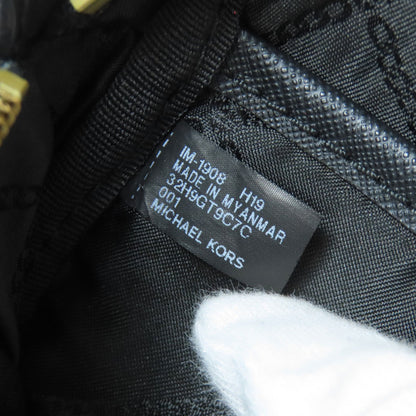 IM-1908 H19
MADE IN MYANMAR
32H9GT9C7C
001
MICHAEL KORS